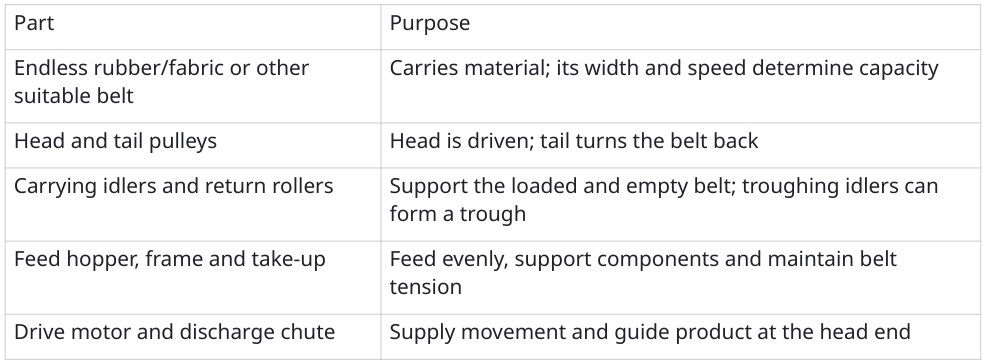 Part
Purpose
Endless rubber/fabric or other
suitable belt
Carries material; its width and speed determine capacity
Head and tail pulleys
Head is driven; tail turns the belt back
Carrying idlers and return rollers
Support the loaded and empty belt; troughing idlers can
form a trough
Feed hopper, frame and take-up
Feed evenly, support components and maintain belt
tension
Drive motor and discharge chute
Supply movement and guide product at the head end